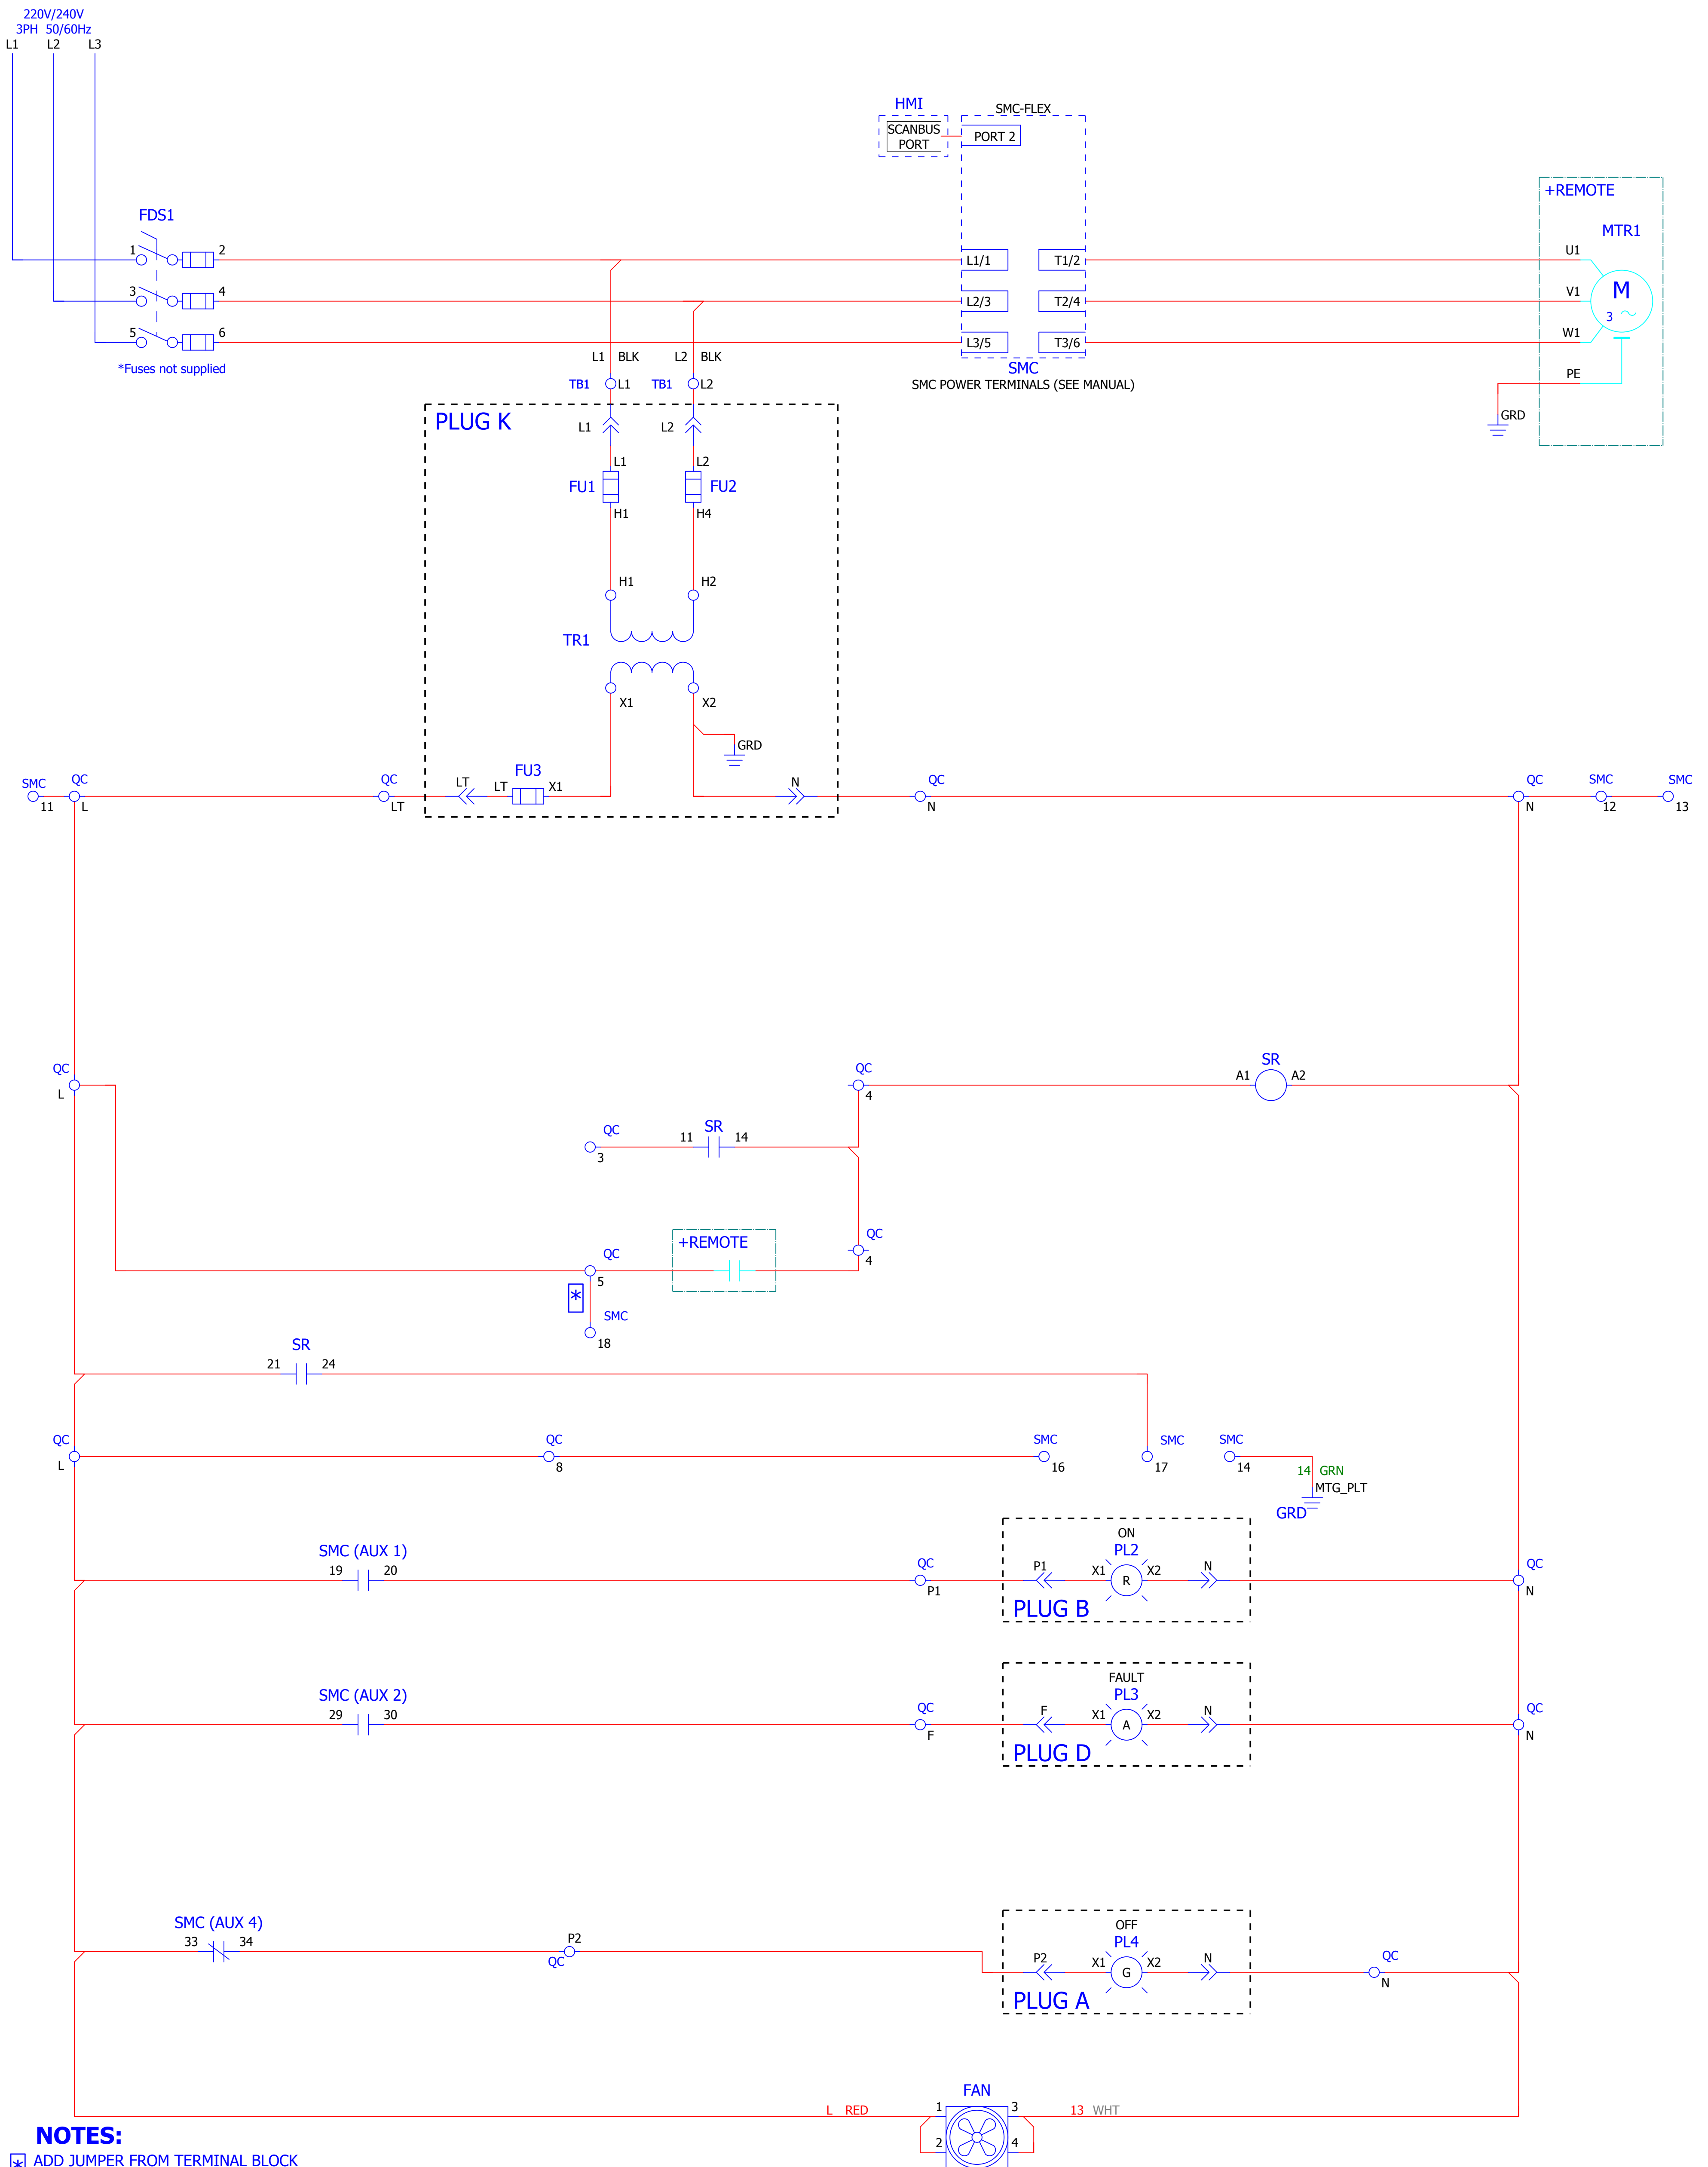 220V/240V
3PH 50/60Hz
L1 L2 L3
HMI
SMC-FLEX
SCANBUS
PORT
PORT 2
+REMOTE
FDS1
MTR1
1 2 L1/1 T1/2 U1
3 4 L2/3 T2/4 V1
M
3
5 6 L3/5 T3/6 W1
*Fuses not supplied
L1 BLK L2 BLK
SMC
PE
TB1 L1 TB1 L2
SMC POWER TERMINALS (SEE MANUAL)
PLUG K
L1 L2
GRD
L1 L2
FU1 FU2
H1 H4
H1 H2
TR1
X1 X2
GRD
SMC QC QC FU3 QC QC SMC SMC
LT LT X1 N
11 L LT N N 12 13
QC QC SR
A1 A2
L 4
QC SR
11 14
3
QC
+REMOTE
QC 4
5
*
SMC
18
SR
21 24
QC QC SMC SMC SMC
L 8 16 17 14
14 GRN
MTG_PLT
GRD
ON
SMC (AUX 1) PL2
19 20 QC P1 X1 X2 N QC
R
P1 N
PLUG B
FAULT
SMC (AUX 2) PL3
29 30 QC F X1 X2 N QC
A
F N
PLUG D
SMC (AUX 4) OFF
33 34 P2 PL4
QC P2 X1 X2 N QC
G
N
PLUG A
FAN
L RED 1 3 13 WHT
2 4
NOTES:
* ADD JUMPER FROM TERMINAL BLOCK